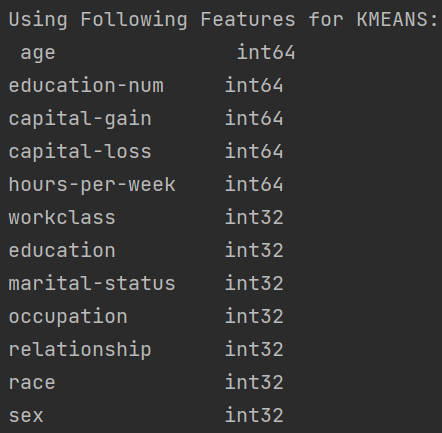 Using Following Features for KMEANS:
age int64
education-num int64
capital-gain int64
capital-loss int64
hours-per-week int64
workclass int32
education int32
marital-status int32
occupation int32
relationship int32
race int32
sex int32